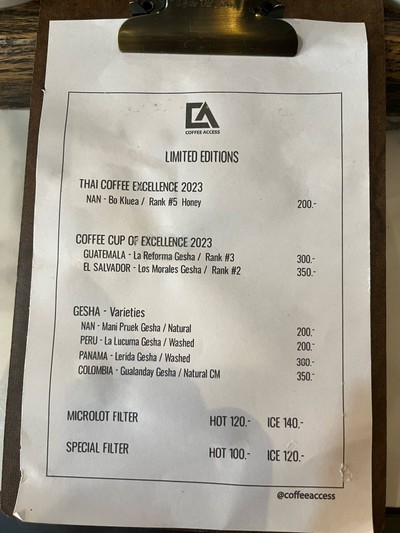 CA
COFFEE ACCESS
LIMITED EDITIONS
THAI COFFEE EXCELLENCE 2023
NAN - Bo Kluea / Rank #5 Honey 200.-
COFFEE CUP OF EXCELLENCE 2023
GUATEMALA - La Reforma Gesha / Rank #3 300.-
EL SALVADOR - Los Morales Gesha / Rank #2 350.-
GESHA - Varieties
NAN - Mani Pruek Gesha / Natural 200.-
PERU - La Lucuma Gesha / Washed 200.-
PANAMA - Lerida Gesha / Washed 300.-
COLOMBIA - Gualanday Gesha / Natural CM 350.-
MICROLOT FILTER HOT 120.- ICE 140.-
SPECIAL FILTER HOT 100.- ICE 120.-
@coffeeaccess